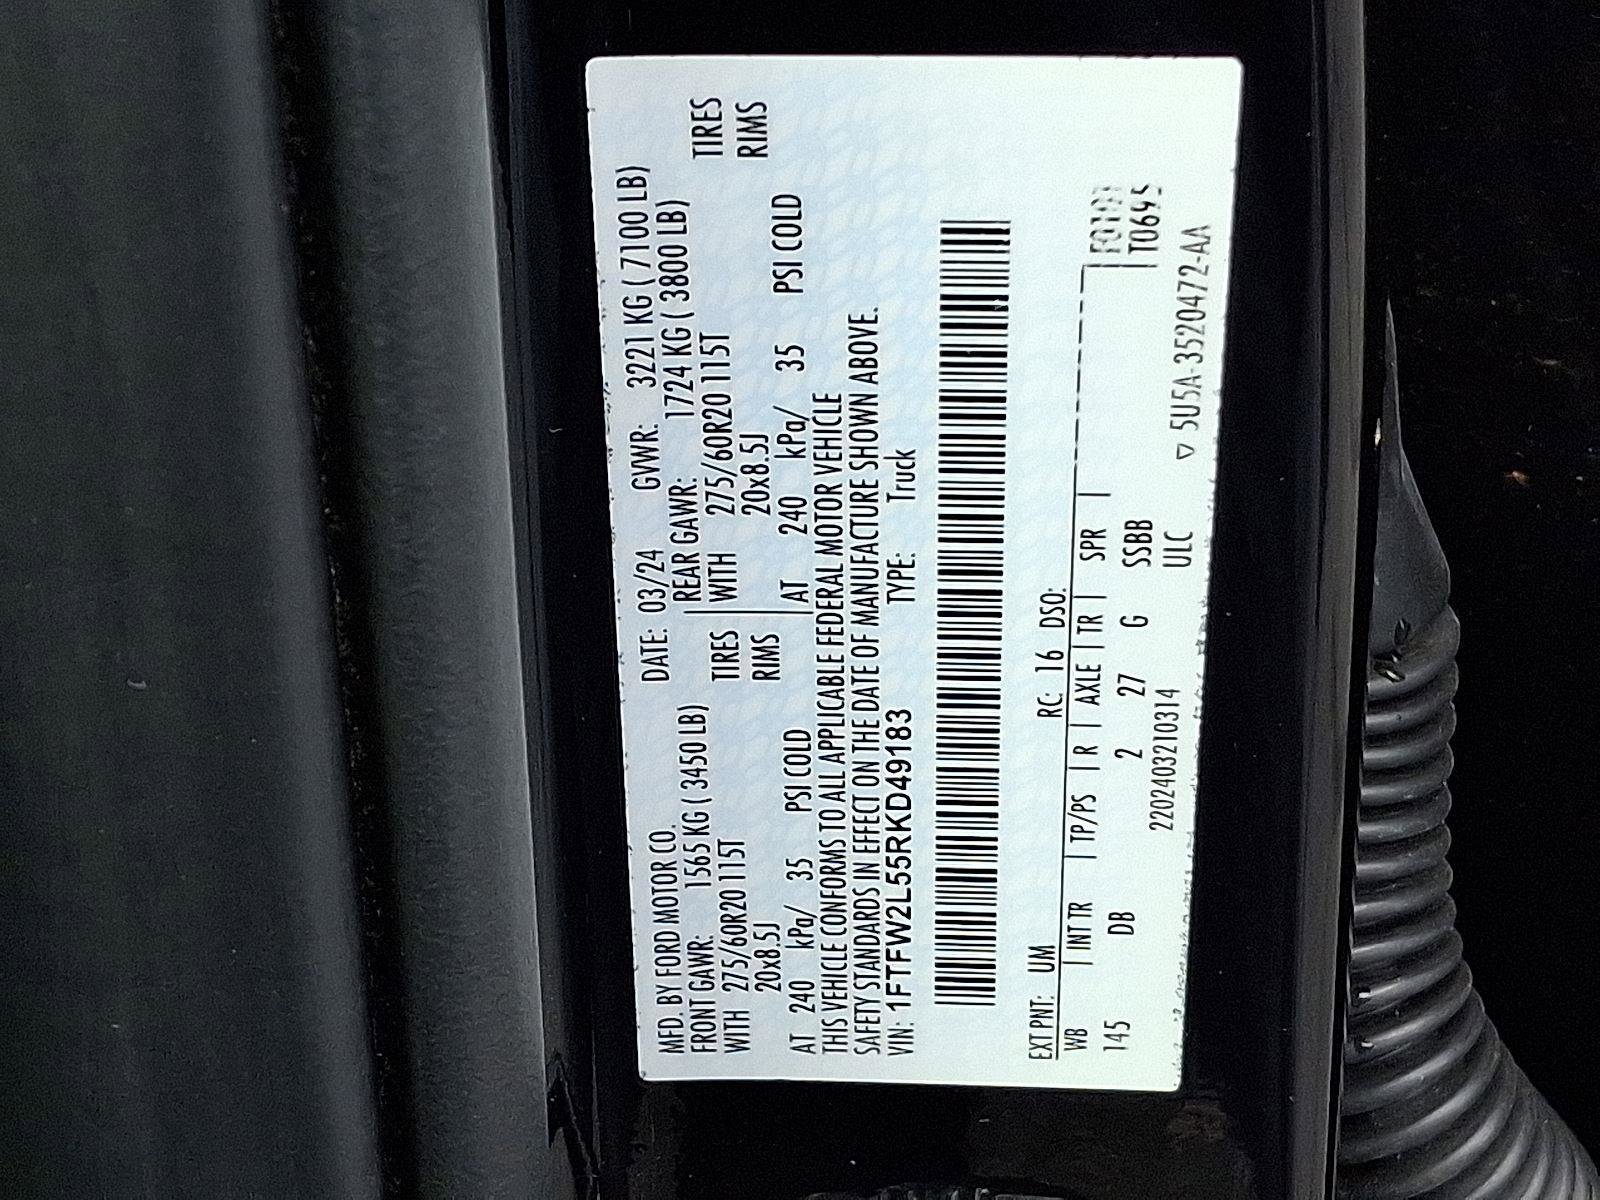 MFD. BY FORD MOTOR CO. DATE: 03/24 GVWR: 3221 KG ( 7100 LB)
FRONT GAWR: 1565 KG ( 3450 LB) REAR GAWR: 1724 KG ( 3800 LB)
WITH 275/60R20 115T TIRES WITH 275/60R20 115T TIRES
20x8.5J RIMS 20x8.5J RIMS
AT 240 kPa/ 35 PSI COLD AT 240 kPa/ 35 PSI COLD
THIS VEHICLE CONFORMS TO ALL APPLICABLE FEDERAL MOTOR VEHICLE
SAFETY STANDARDS IN EFFECT ON THE DATE OF MANUFACTURE SHOWN ABOVE.
VIN: 1FTFW2L55RKD49183 TYPE: Truck
EXT PNT: UM RC: 16 DSO:
WB | INT TR | TP/PS | R | AXLE | TR | SPR |
145 DB 2 27 G SSBB T0695
2202403210314 ULC ▽ 5U5A-3520472-AA